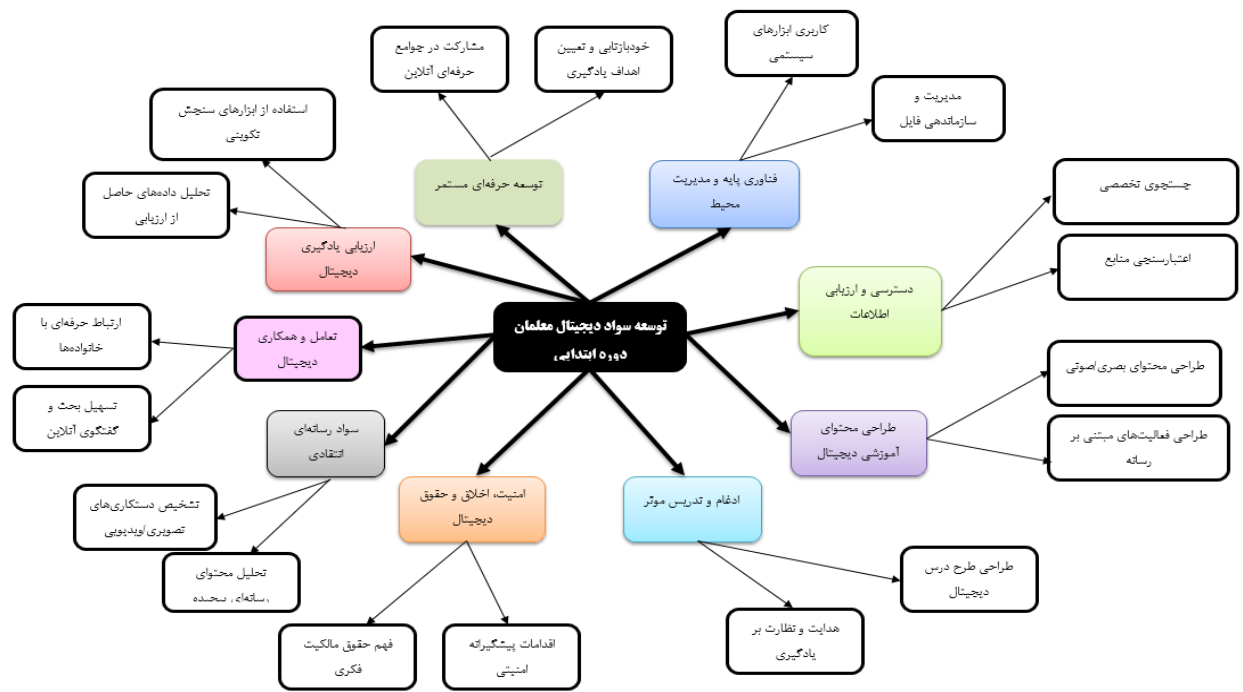 توسعه سواد دیجیتال معلمان
دوره ابتدایی
فناوری پایه و مدیریت
محیط
کاربری ابزارهای
سیستمی
مدیریت و
سازماندهی فایل
دسترسی و ارزیابی
اطلاعات
جستجوی تخصصی
اعتبارسنجی منابع
طراحی محتوای
آموزشی دیجیتال
طراحی محتوای بصری/صوتی
طراحی فعالیت‌های مبتنی بر
رسانه
ادغام و تدریس موثر
طراحی طرح درس
دیجیتال
هدایت و نظارت بر
یادگیری
امنیت، اخلاق و حقوق
دیجیتال
اقدامات پیشگیرانه
امنیتی
فهم حقوق مالکیت
فکری
سواد رسانه‌ای
انتقادی
تشخیص دستکاری‌های
تصویری/ویدیویی
تحلیل محتوای
رسانه‌ای پیچیده
تعامل و همکاری
دیجیتال
ارتباط حرفه‌ای با
خانواده‌ها
تسهیل بحث و
گفتگوی آنلاین
ارزیابی یادگیری
دیجیتال
استفاده از ابزارهای سنجش
تکوینی
تحلیل داده‌های حاصل
از ارزیابی
توسعه حرفه‌ای مستمر
مشارکت در جوامع
حرفه‌ای آنلاین
خودبازتابی و تعیین
اهداف یادگیری